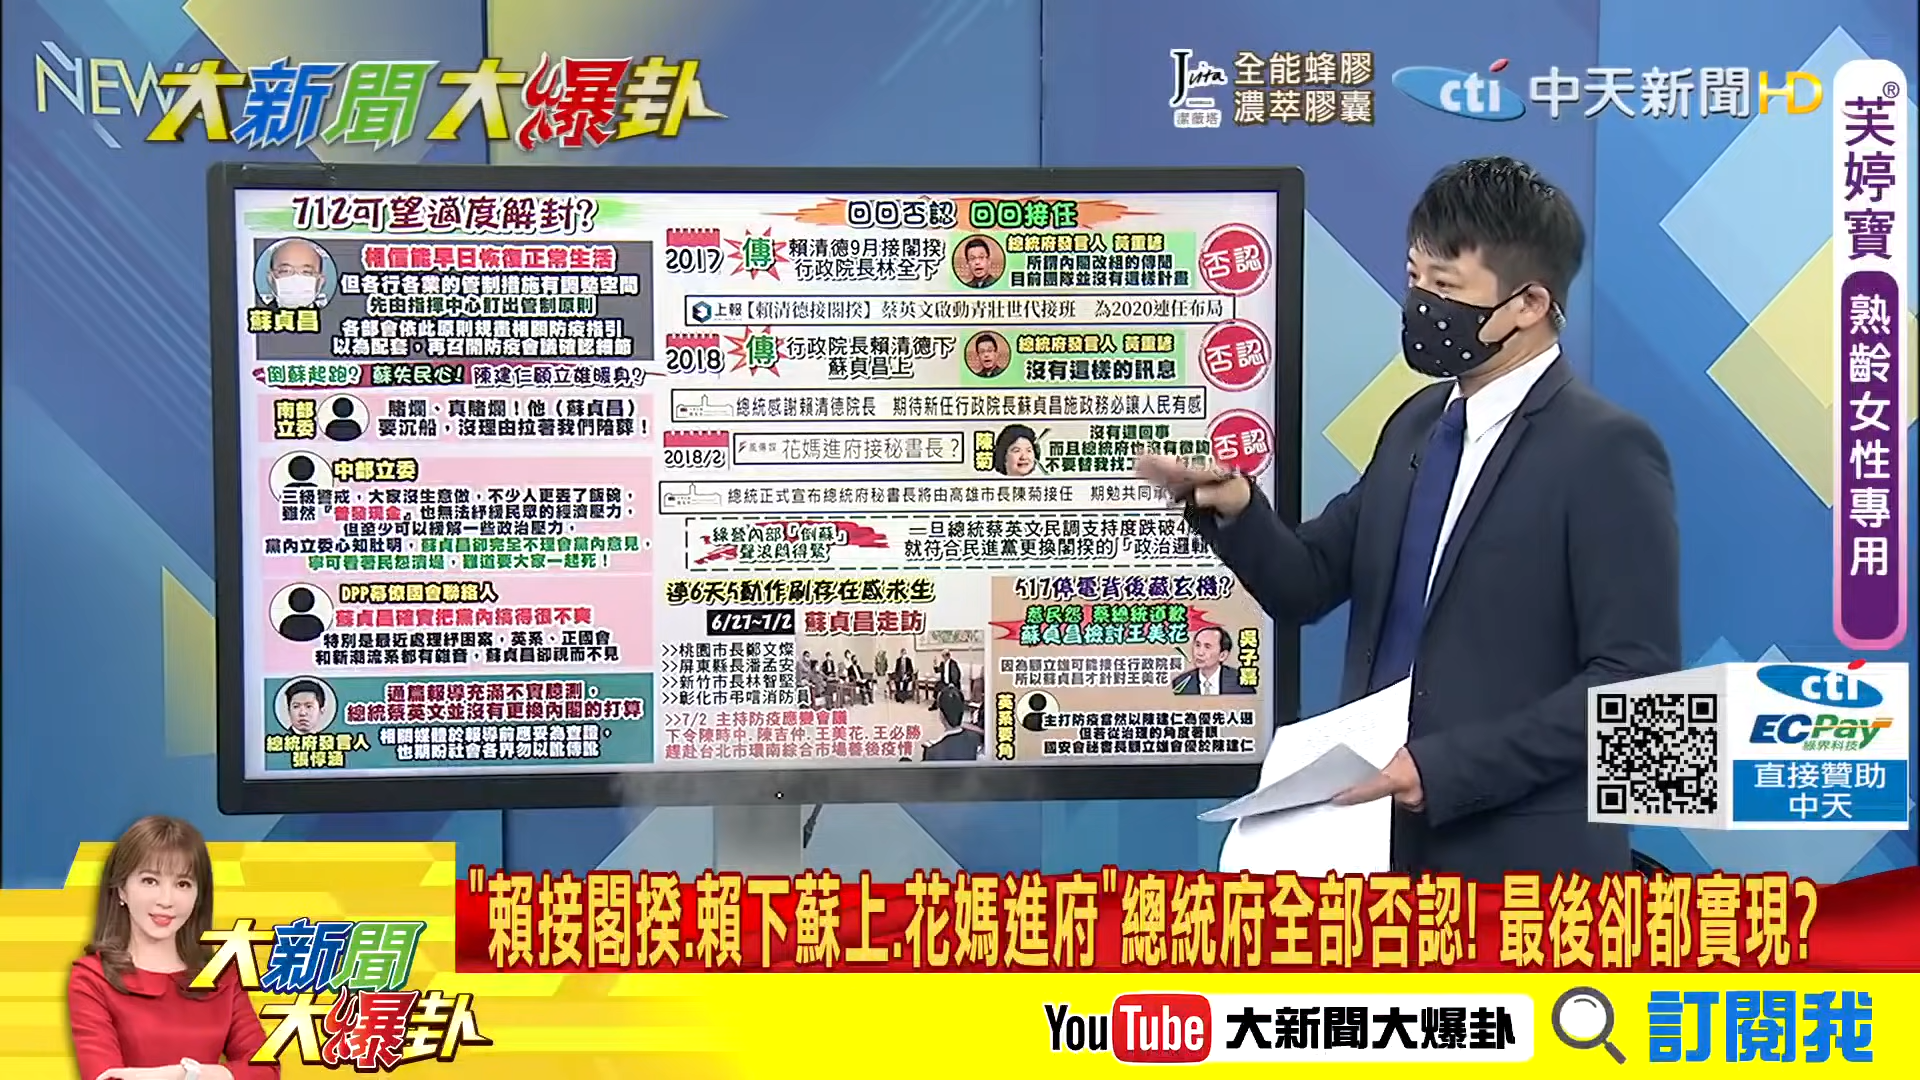 NEWS
大新聞大爆卦
Jvita
潔薇塔
全能蜂膠
濃萃膠囊
cti 中天新聞HD
芙婷寶®
熟齡女性專用
712可望適度解封?
相信能早日恢復正常生活
但各行各業的管制措施有調整空間
先由指揮中心訂出管制原則
各部會依此原則規畫相關防疫指引
以為配套，再召開防疫會議確認細節
蘇貞昌
倒蘇起跑? 蘇失民心! 陳建仁顧立雄暖身?
南部立委
賭爛、真賭爛!他(蘇貞昌)
要沉船，沒理由拉著我們陪葬!
中部立委
三級警戒，大家沒生意做，不少人更丟了飯碗，
雖然『普發現金』也無法紓緩民眾的經濟壓力，
但至少可以緩解一些政治壓力，
黨內立委心知肚明，蘇貞昌卻完全不理會黨內意見，
寧可看著民怨潰堤，難道要大家一起死!
DPP幕僚國會聯絡人
蘇貞昌確實把黨內搞得很不爽
特別是最近處理紓困案，英系、正國會
和新潮流系都有雜音，蘇貞昌卻視而不見
總統府發言人
張惇涵
通篇報導充滿不實臆測，
總統蔡英文並沒有更換內閣的打算
相關媒體於報導前應妥為查證，
也期盼社會各界勿以訛傳訛
回回否認 回回接任
2017
傳
賴清德9月接閣揆
行政院長林全下
總統府發言人 黃重諺
所謂內閣改組的傳聞
目前團隊並沒有這樣計畫
否認
上報【賴清德接閣揆】蔡英文啟動青壯世代接班 為2020連任布局
2018
傳
行政院長賴清德下
蘇貞昌上
總統府發言人 黃重諺
沒有這樣的訊息
否認
總統感謝賴清德院長 期待新任行政院長蘇貞昌施政務必讓人民有感
2018/2
風傳媒 花媽進府接秘書長?
陳菊
沒有這回事
而且總統府也沒有徵詢
不要替我找工
否認
總統正式宣布總統府秘書長將由高雄市長陳菊接任 期勉共同承
綠營內部「倒蘇」
聲浪悶得緊
一旦總統蔡英文民調支持度跌破4
就符合民進黨更換閣揆的「政治邏輯
連6天5動作刷存在感求生
6/27~7/2 蘇貞昌走訪
>>桃園市長鄭文燦
>>屏東縣長潘孟安
>>新竹市長林智堅
>>彰化市弔唁消防員
>>7/2 主持防疫應變會議
下令陳時中.陳吉仲.王美花.王必勝
趕赴台北市環南綜合市場善後疫情
517停電背後藏玄機?
惹民怨 蔡總統道歉
蘇貞昌檢討王美花
因為顧立雄可能接任行政院長
所以蘇貞昌才針對王美花
吳子嘉
英系要角
主打防疫當然以陳建仁為優先人選
但若從治理的角度著眼
國安會秘書長顧立雄會優於陳建仁
cti
ECPay
綠界科技
直接贊助
中天
"賴接閣揆.賴下蘇上.花媽進府"總統府全部否認! 最後卻都實現?
大新聞
大爆卦
YouTube 大新聞大爆卦
訂閱我